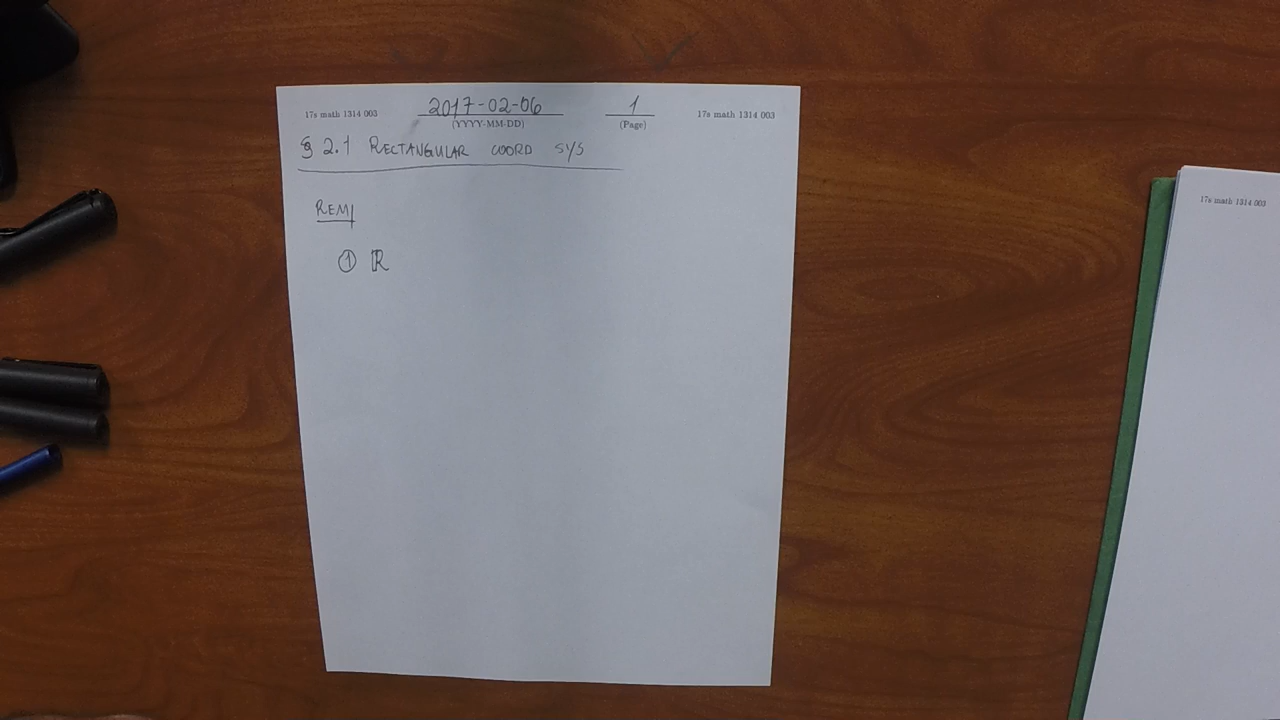 17s math 1314 003 2017-02-06 1 17s math 1314 003
(YYYY-MM-DD) (Page)
§ 2.1 RECTANGULAR COORD SYS
REM
① ℝ
17s math 1314 003